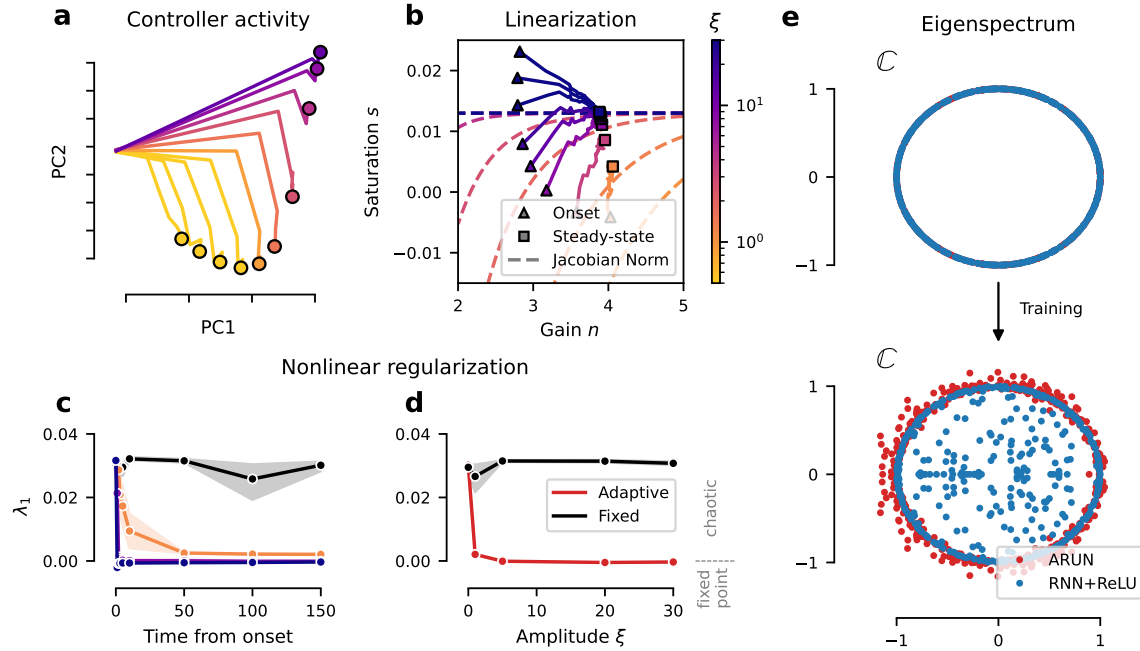 a
Controller activity
PC2
PC1
b
Linearization
ξ
Saturation s
0.02
0.01
0.00
−0.01
2
3
4
5
Gain n
Onset
Steady-state
Jacobian Norm
10¹
10⁰
Nonlinear regularization
c
λ₁
0.04
0.02
0.00
0
50
100
150
Time from onset
d
0.04
0.02
0.00
0
10
20
30
Amplitude ξ
Adaptive
Fixed
chaotic
fixed
point
e
Eigenspectrum
ℂ
1
0
−1
Training
ℂ
1
0
−1
ARUN
RNN+ReLU
−1
0
1